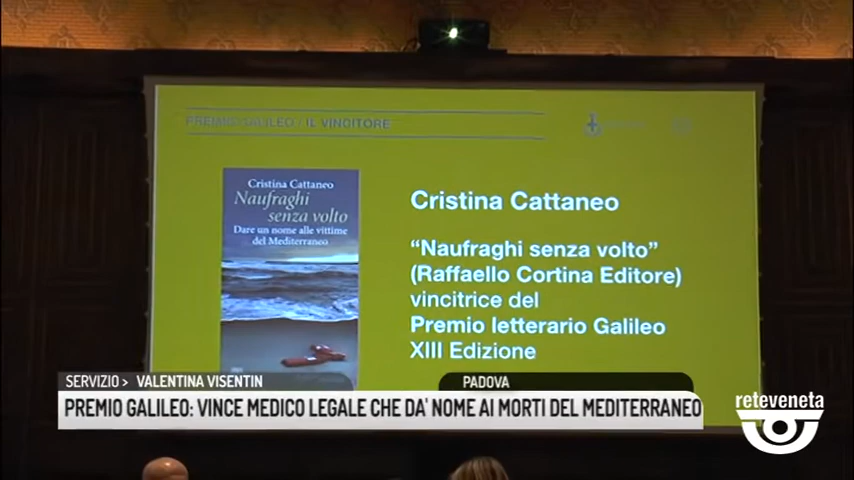 PREMIO GALILEO / IL VINCITORE
Cristina Cattaneo
Naufraghi
senza volto
Dare un nome alle vittime
del Mediterraneo
Cristina Cattaneo
“Naufraghi senza volto”
(Raffaello Cortina Editore)
vincitrice del
Premio letterario Galileo
XIII Edizione
SERVIZIO> VALENTINA VISENTIN
PADOVA
PREMIO GALILEO: VINCE MEDICO LEGALE CHE DA' NOME AI MORTI DEL MEDITERRANEO
reteveneta